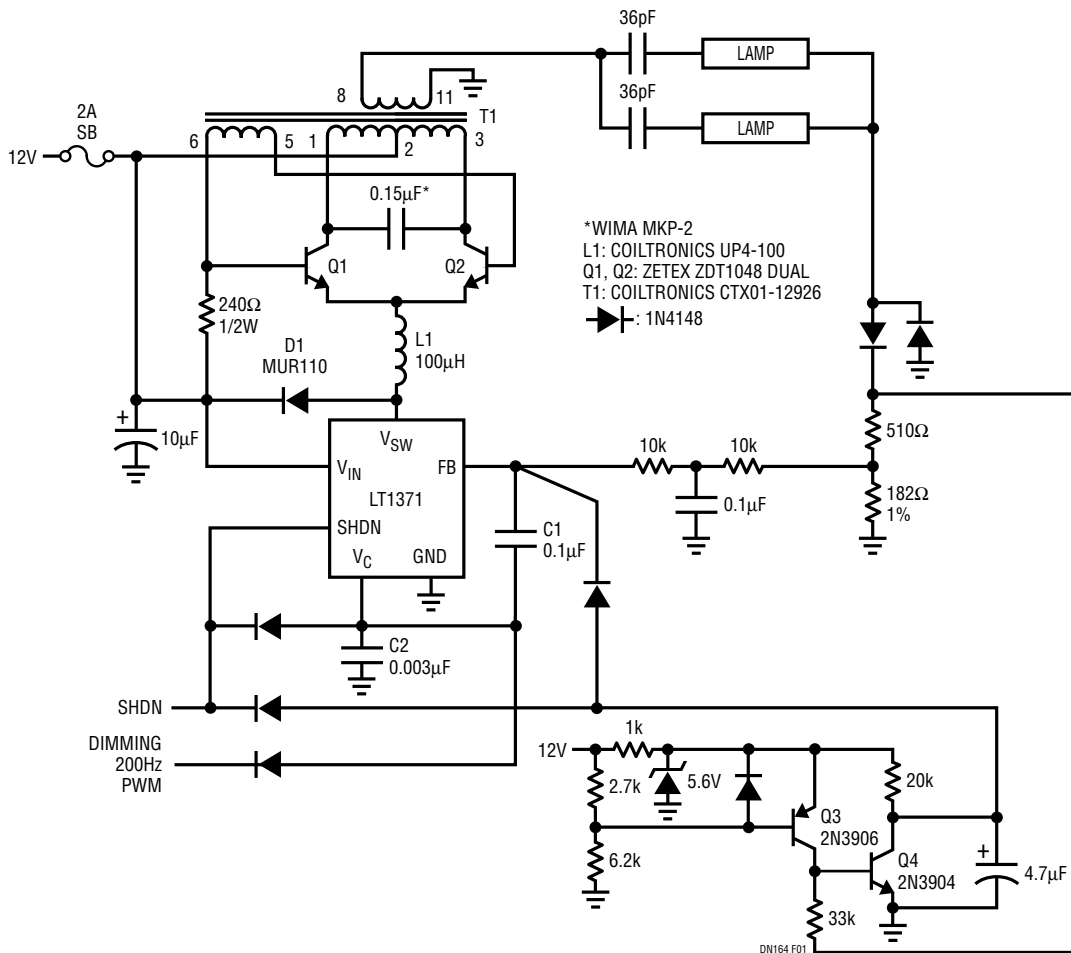 36pF
LAMP
8
11
T1
36pF
LAMP
2A
SB
12V
6
5
1
2
3
0.15µF*
Q1
Q2
*WIMA MKP-2
L1: COILTRONICS UP4-100
Q1, Q2: ZETEX ZDT1048 DUAL
T1: COILTRONICS CTX01-12926
: 1N4148
240Ω
1/2W
L1
100µH
D1
MUR110
+
10µF
VSW
VIN
FB
LT1371
SHDN
VC
GND
10k
10k
0.1µF
510Ω
182Ω
1%
C1
0.1µF
C2
0.003µF
SHDN
DIMMING
200Hz
PWM
12V
1k
2.7k
5.6V
20k
Q3
2N3906
6.2k
Q4
2N3904
+
4.7µF
33k
DN164 F01